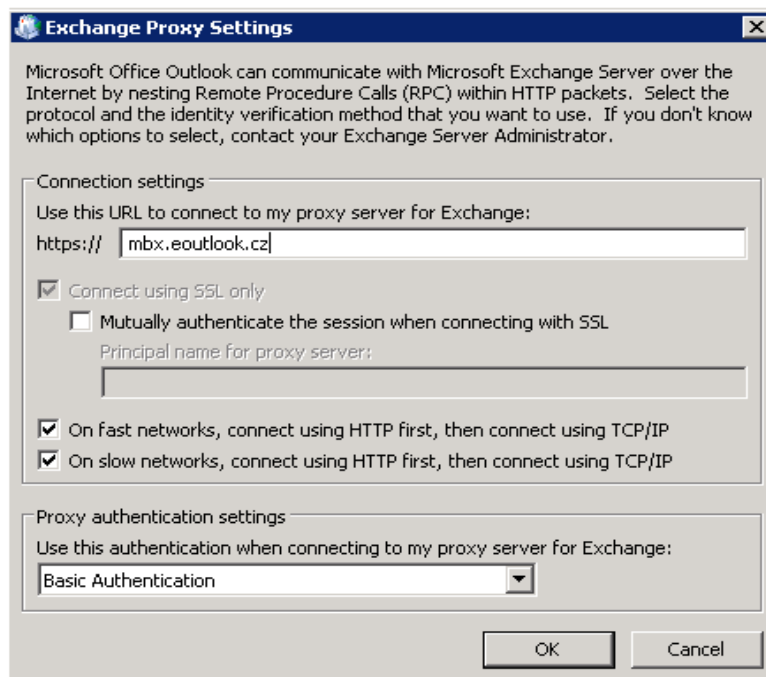 Exchange Proxy Settings
Microsoft Office Outlook can communicate with Microsoft Exchange Server over the
Internet by nesting Remote Procedure Calls (RPC) within HTTP packets. Select the
protocol and the identity verification method that you want to use. If you don't know
which options to select, contact your Exchange Server Administrator.
Connection settings
Use this URL to connect to my proxy server for Exchange:
https:// mbx.eoutlook.cz
Connect using SSL only
Mutually authenticate the session when connecting with SSL
Principal name for proxy server:
On fast networks, connect using HTTP first, then connect using TCP/IP
On slow networks, connect using HTTP first, then connect using TCP/IP
Proxy authentication settings
Use this authentication when connecting to my proxy server for Exchange:
Basic Authentication
OK Cancel